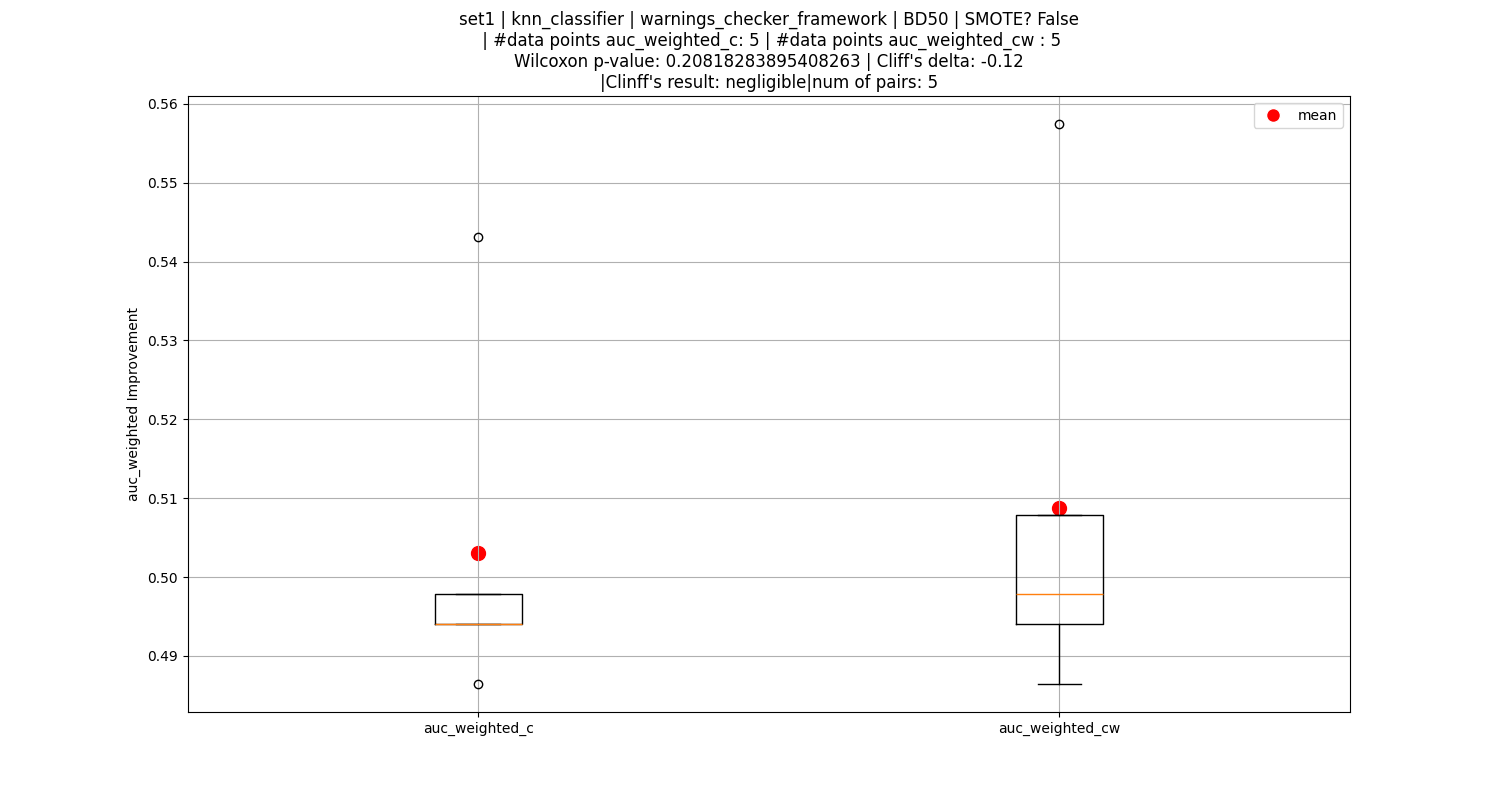 set1 | knn_classifier | warnings_checker_framework | BD50 | SMOTE? False
| #data points auc_weighted_c: 5 | #data points auc_weighted_cw : 5
Wilcoxon p-value: 0.20818283895408263 | Cliff's delta: -0.12
|Clinff's result: negligible|num of pairs: 5
mean
auc_weighted Improvement
0.56
0.55
0.54
0.53
0.52
0.51
0.50
0.49
auc_weighted_c
auc_weighted_cw